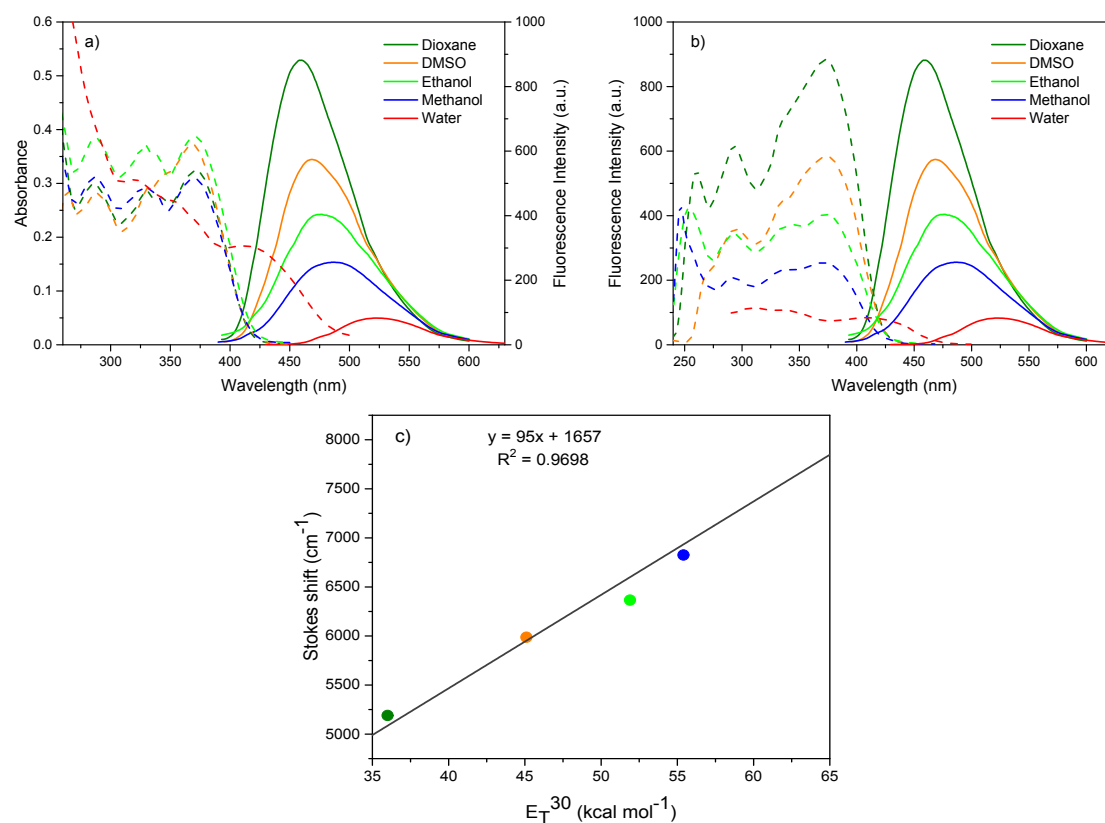 a)
Dioxane
DMSO
Ethanol
Methanol
Water
0.6
0.5
0.4
0.3
0.2
0.1
0.0
Absorbance
1000
800
600
400
200
0
Fluorescence Intensity (a.u.)
300 350 400 450 500 550 600
Wavelength (nm)
b)
Dioxane
DMSO
Ethanol
Methanol
Water
1000
800
600
400
200
0
Fluorescence Intensity (a.u.)
250 300 350 400 450 500 550 600
Wavelength (nm)
c)
y = 95x + 1657
R² = 0.9698
8000
7750
7000
6500
6000
5500
5000
Stokes shift (cm⁻¹)
35 40 45 52 55 60 65
E_T³⁰ (kcal mol⁻¹)